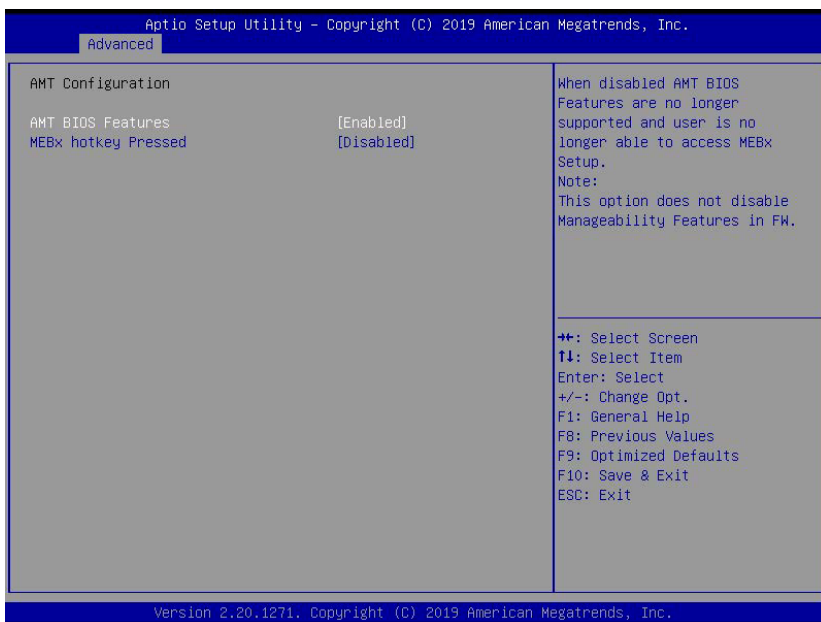 Aptio Setup Utility – Copyright (C) 2019 American Megatrends, Inc.
Advanced
AMT Configuration
AMT BIOS Features [Enabled]
MEBx hotkey Pressed [Disabled]
When disabled AMT BIOS
Features are no longer
supported and user is no
longer able to access MEBx
Setup.
Note:
This option does not disable
Manageability Features in FW.
→←: Select Screen
↑↓: Select Item
Enter: Select
+/-: Change Opt.
F1: General Help
F8: Previous Values
F9: Optimized Defaults
F10: Save & Exit
ESC: Exit
Version 2.20.1271. Copyright (C) 2019 American Megatrends, Inc.